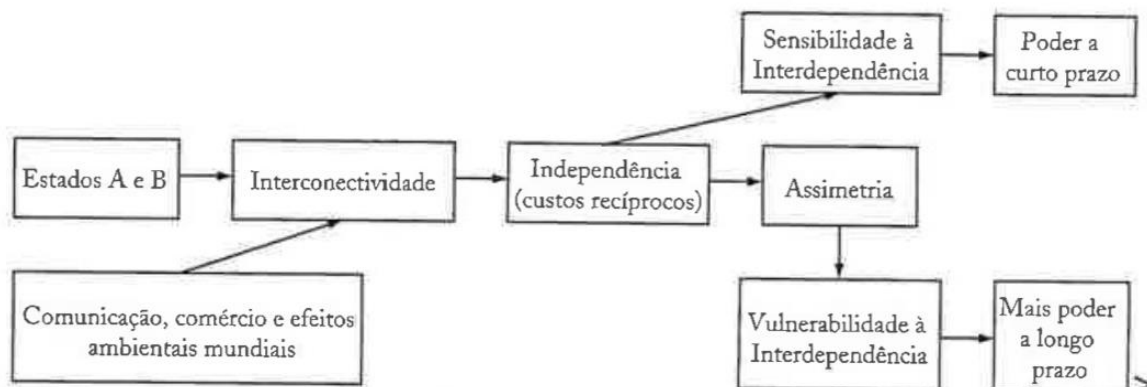 Sensibilidade à
Interdependência
Poder a
curto prazo
Estados A e B
Interconectividade
Independência
(custos recíprocos)
Assimetria
Comunicação, comércio e efeitos
ambientais mundiais
Vulnerabilidade à
Interdependência
Mais poder
a longo
prazo